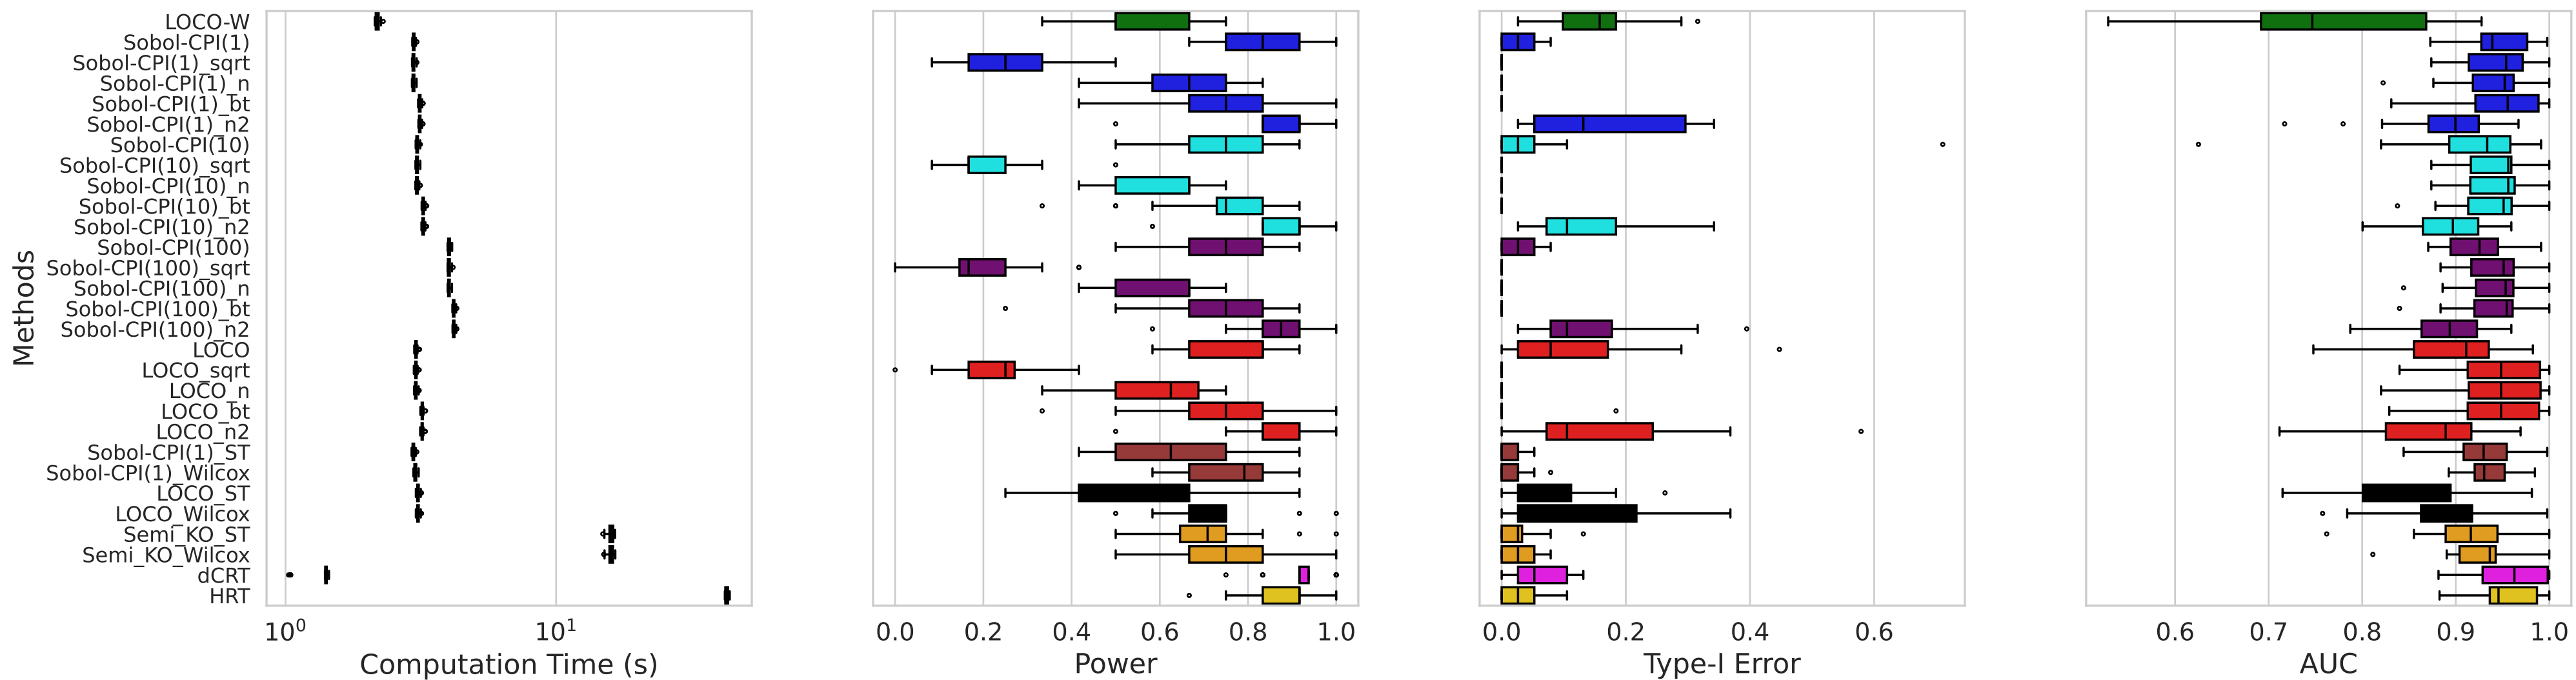 Methods
LOCO-W
Sobol-CPI(1)
Sobol-CPI(1)_sqrt
Sobol-CPI(1)_n
Sobol-CPI(1)_bt
Sobol-CPI(1)_n2
Sobol-CPI(10)
Sobol-CPI(10)_sqrt
Sobol-CPI(10)_n
Sobol-CPI(10)_bt
Sobol-CPI(10)_n2
Sobol-CPI(100)
Sobol-CPI(100)_sqrt
Sobol-CPI(100)_n
Sobol-CPI(100)_bt
Sobol-CPI(100)_n2
LOCO
LOCO_sqrt
LOCO_n
LOCO_bt
LOCO_n2
Sobol-CPI(1)_ST
Sobol-CPI(1)_Wilcox
LOCO_ST
LOCO_Wilcox
Semi_KO_ST
Semi_KO_Wilcox
dCRT
HRT
10⁰ 10¹
Computation Time (s)
0.0 0.2 0.4 0.6 0.8 1.0
Power
0.0 0.2 0.4 0.6
Type-I Error
0.6 0.7 0.8 0.9 1.0
AUC